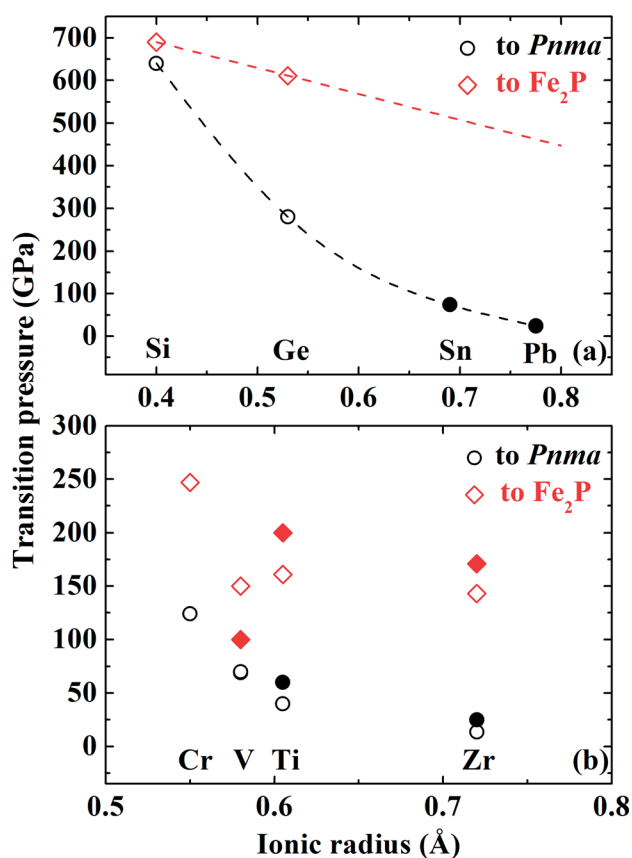 700
600
500
400
300
200
100
0
to Pnma
to Fe₂P
Si Ge Sn Pb (a)
0.4 0.5 0.6 0.7 0.8
Transition pressure (GPa)
300
250
200
150
100
50
0
to Pnma
to Fe₂P
Cr V Ti Zr (b)
0.5 0.6 0.7 0.8
Ionic radius (Å)